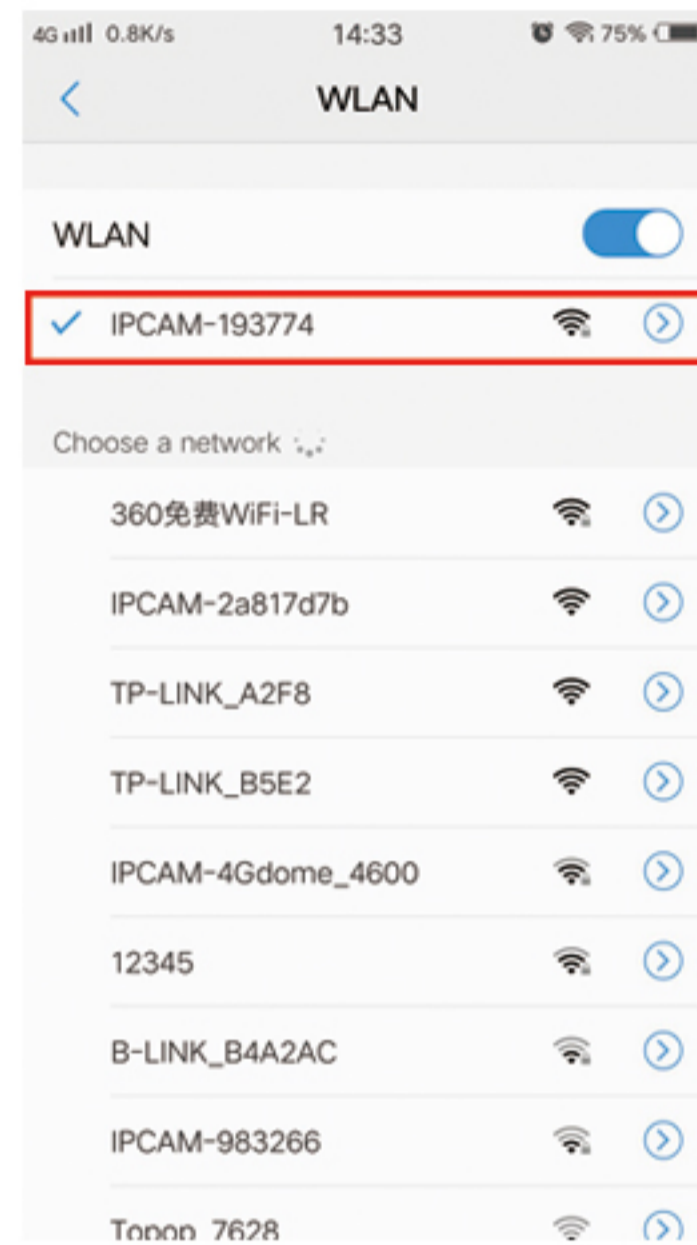 4G 0.8K/s 14:33 75%
WLAN
WLAN
IPCAM-193774
Choose a network
360免费WiFi-LR
IPCAM-2a817d7b
TP-LINK_A2F8
TP-LINK_B5E2
IPCAM-4Gdome_4600
12345
B-LINK_B4A2AC
IPCAM-983266
Topop_7628